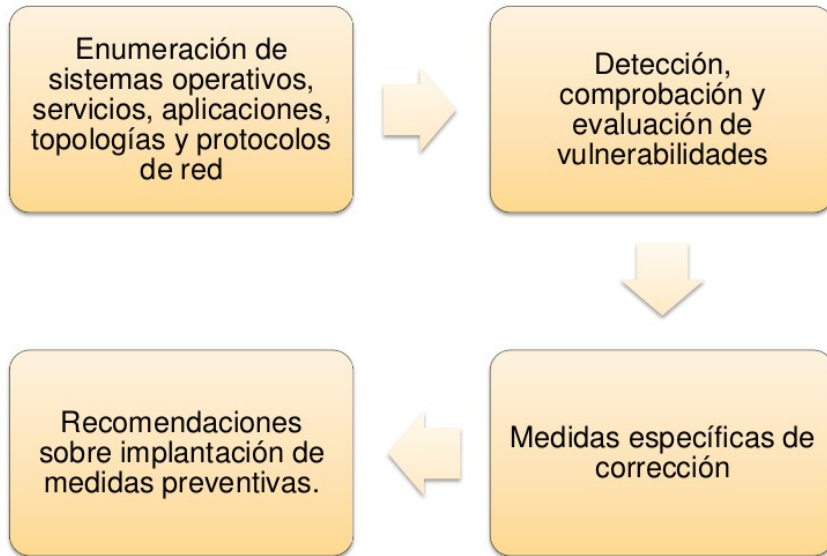 Enumeración de
sistemas operativos,
servicios, aplicaciones,
topologías y protocolos
de red
Detección,
comprobación y
evaluación de
vulnerabilidades
Medidas específicas de
corrección
Recomendaciones
sobre implantación de
medidas preventivas.